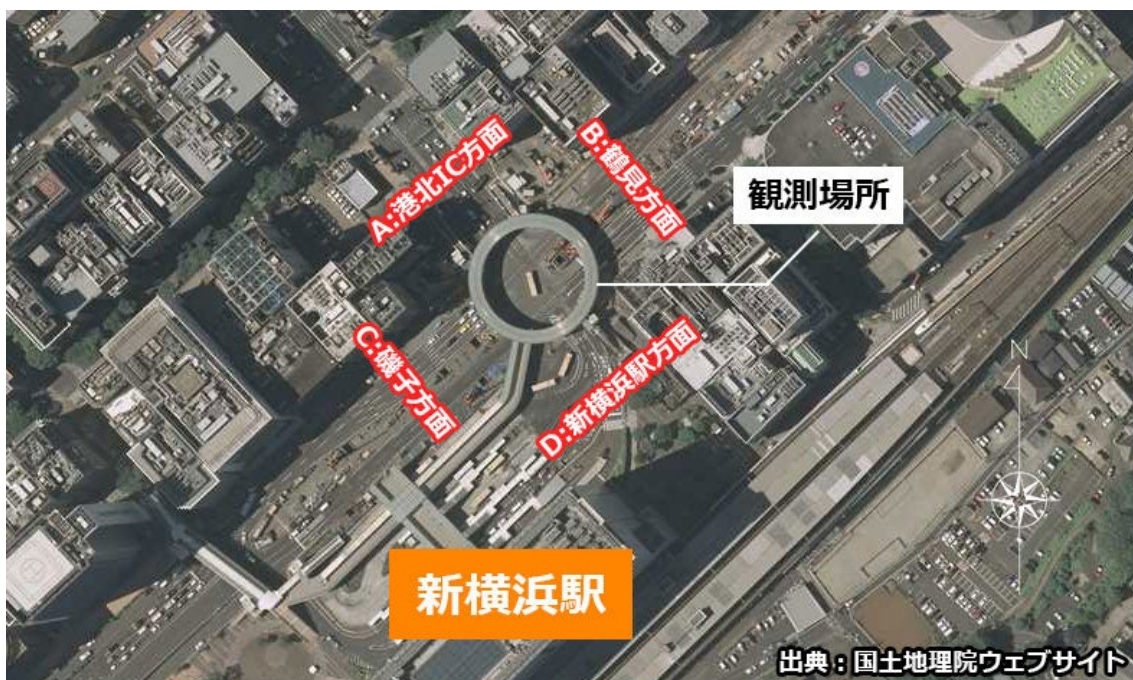 A:港北IC方面
B:鶴見方面
観測場所
C:磯子方面
D:新横浜駅方面
N
新横浜駅
出典：国土地理院ウェブサイト